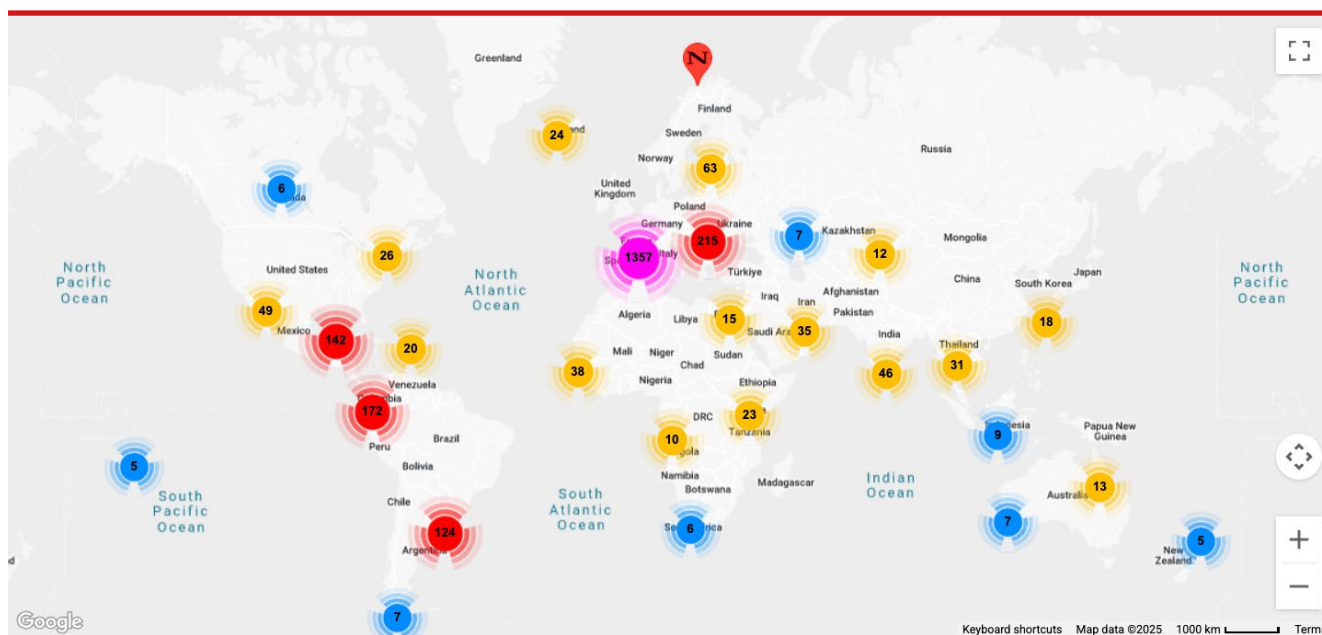 N
Greenland
Finland
24
Sweden
Russia
Norway
63
United
Kingdom
6
Poland
Germany
Ukraine
Kazakhstan
7
215
Mongolia
1357
26
12
North
Pacific
Ocean
United States
North
Atlantic
Ocean
Türkiye
China
Japan
South Korea
North
Pacific
Ocean
Iraq
Iran
Afghanistan
Pakistan
49
Algeria
Libya
15
Saudi
35
18
Mexico
142
India
20
Mali
Niger
Chad
Sudan
Thailand
38
46
31
Venezuela
Nigeria
Ethiopia
172
DRC
23
Tanzania
9
Papua New
Guinea
Peru
Brazil
10
5
Bolivia
Namibia
Botswana
Madagascar
Indian
Ocean
Australia
13
South
Pacific
Ocean
Chile
South
Atlantic
Ocean
124
6
7
5
Argentina
New
Zealand
7
Google
Keyboard shortcuts Map data ©2025 1000 km Term